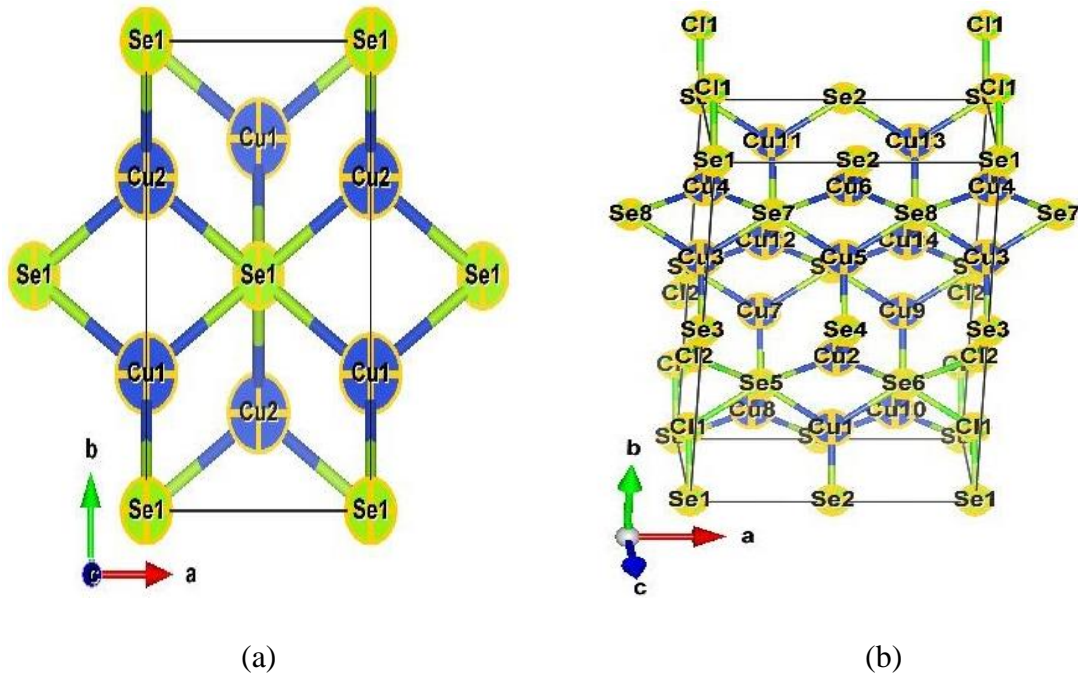 Se1 Se1
Cu1
Cu2 Cu2
Se1 Se1 Se1
Cu1 Cu1
Cu2
Se1 Se1
b
c a
(a)
Cl1 Cl1
Cl1 Cl1
Se2
Cu11 Cu13
Se1 Se2 Se1
Cu4 Cu6 Cu4
Se8 Se7 Se8 Se7
Cu12 Cu14
Cu3 Cu5 Cu3
Cl2 Cl2
Cu7 Cu9
Se3 Se4 Se3
Cl2 Cu2 Cl2
Se5 Se6
Cu8 Cu10
Cl1 Cu1 Cl1
Se1 Se2 Se1
b
a
c
(b)